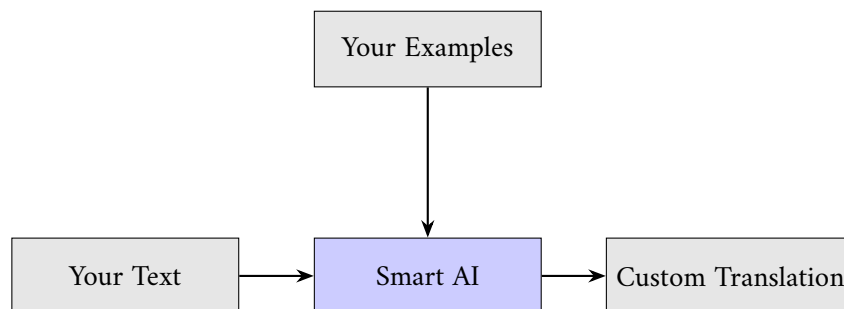 Your Examples
Your Text
Smart AI
Custom Translation